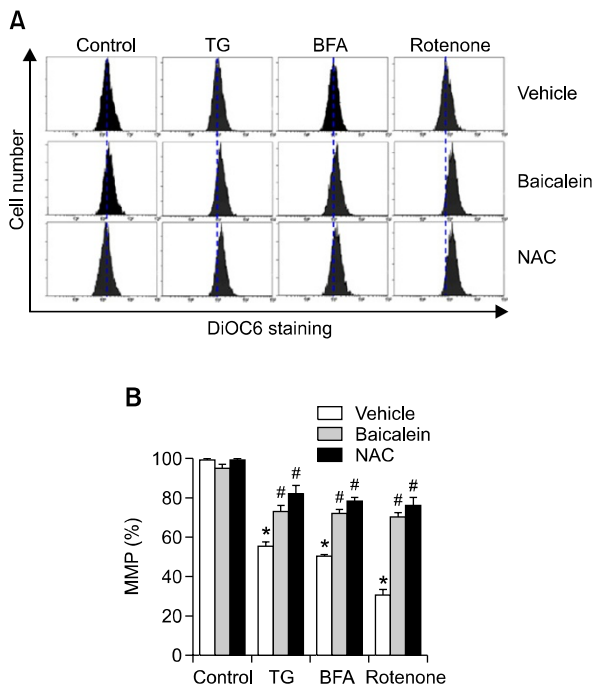 A
Control TG BFA Rotenone
Vehicle
Baicalein
NAC
Cell number
DiOC6 staining
B
Vehicle
Baicalein
NAC
MMP (%)
100
80
60
40
20
0
* # #
* # #
* # #
Control TG BFA Rotenone